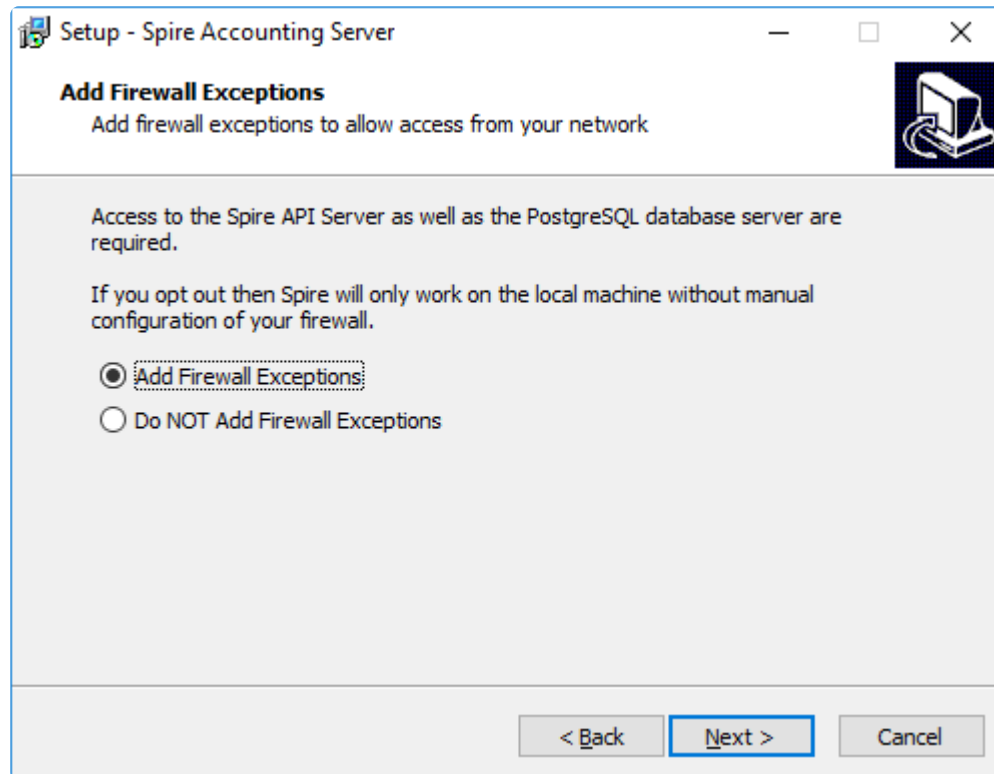 Setup - Spire Accounting Server
Add Firewall Exceptions
Add firewall exceptions to allow access from your network
Access to the Spire API Server as well as the PostgreSQL database server are
required.
If you opt out then Spire will only work on the local machine without manual
configuration of your firewall.
Add Firewall Exceptions
Do NOT Add Firewall Exceptions
< Back Next > Cancel